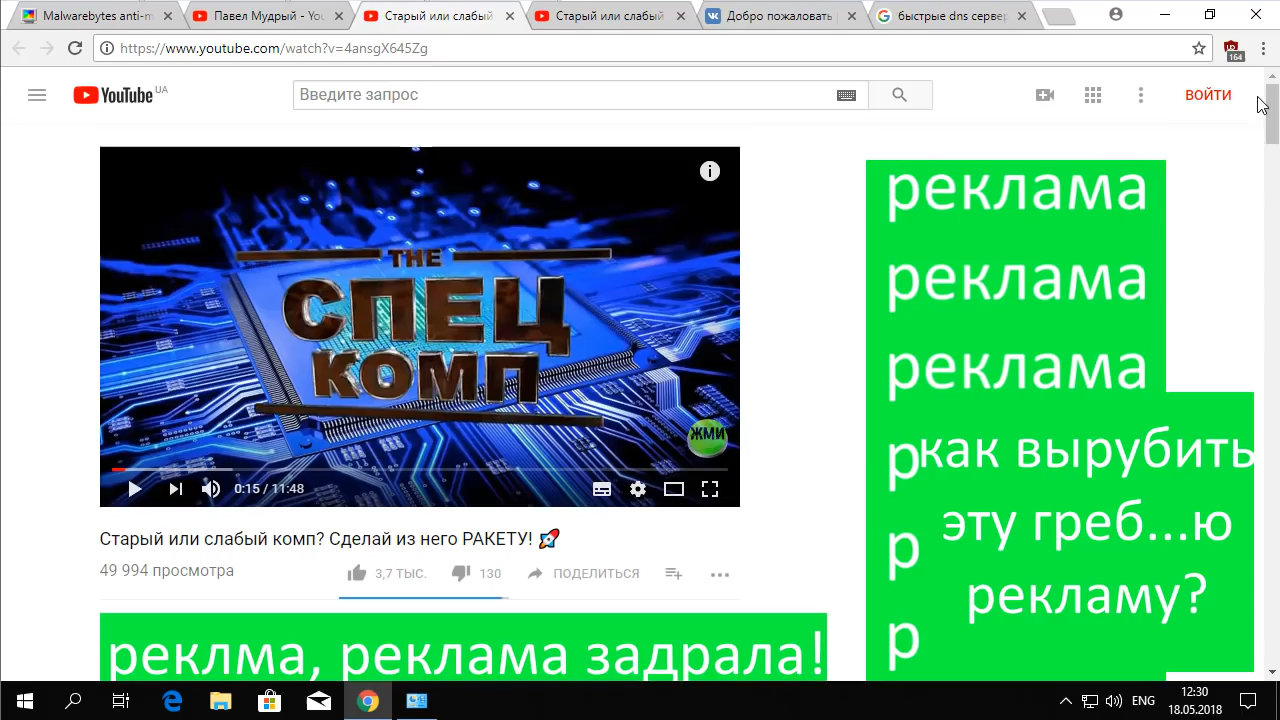 Malwarebytes anti-m
Павел Мудрый - You
Старый или слабый
Старый или слабый
Добро пожаловать |
быстрые dns сервер
https://www.youtube.com/watch?v=4ansgX645Zg
164
YouTube UA
Введите запрос
ВОЙТИ
THE
СПЕЦ
КОМП
ЖМИ
0:15 / 11:48
Старый или слабый комп? Сделай из него РАКЕТУ! 🚀
49 994 просмотра
3,7 ТЫС.
130
ПОДЕЛИТЬСЯ
реклма, реклама задрала!
реклама
реклама
реклама
р
р
р
как вырубить
эту греб...ю
рекламу?
ENG
12:30
18.05.2018